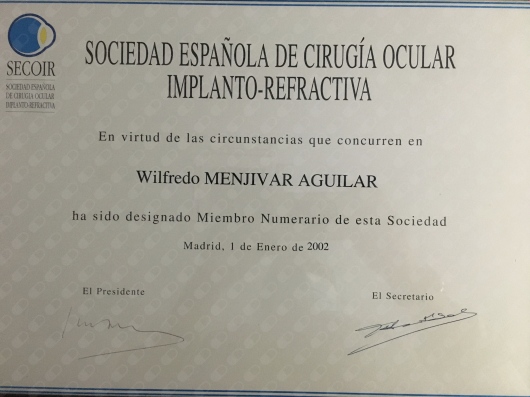 SECOIR
SOCIEDAD ESPAÑOLA
DE CIRUGÍA OCULAR
IMPLANTO-REFRACTIVA
SOCIEDAD ESPAÑOLA DE CIRUGÍA OCULAR
IMPLANTO-REFRACTIVA
En virtud de las circunstancias que concurren en
Wilfredo MENJIVAR AGUILAR
ha sido designado Miembro Numerario de esta Sociedad
Madrid, 1 de Enero de 2002
El Presidente
El Secretario